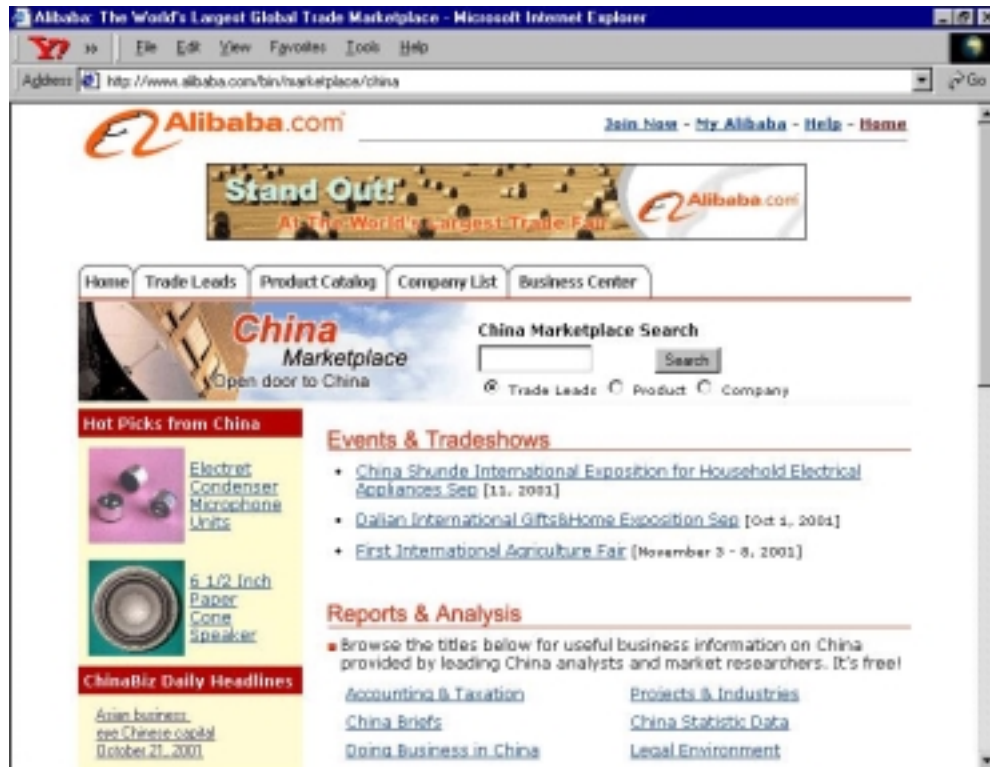 Alibaba: The World's Largest Global Trade Marketplace - Microsoft Internet Explorer
Y! » File Edit View Favorites Tools Help
Address http://www.alibaba.com/bin/marketplace/china Go
Alibaba.com
Join Now - My Alibaba - Help - Home
Stand Out!
At The World's Largest Trade Fair
Alibaba.com
Home Trade Leads Product Catalog Company List Business Center
China
Marketplace
Open door to China
China Marketplace Search
Search
Trade Leads Product Company
Hot Picks from China
Electret
Condenser
Microphone
Units
6 1/2 Inch
Paper
Cone
Speaker
ChinaBiz Daily Headlines
Asian business
eye Chinese capital
October 21, 2001
Events & Tradeshows
• China Shunde International Exposition for Household Electrical
Appliances Sep [11, 2001]
• Dalian International Gifts&Home Exposition Sep [Oct 1, 2001]
• First International Agriculture Fair [November 3 - 8, 2001]
Reports & Analysis
Browse the titles below for useful business information on China
provided by leading China analysts and market researchers. It's free!
Accounting & Taxation Projects & Industries
China Briefs China Statistic Data
Doing Business in China Legal Environment